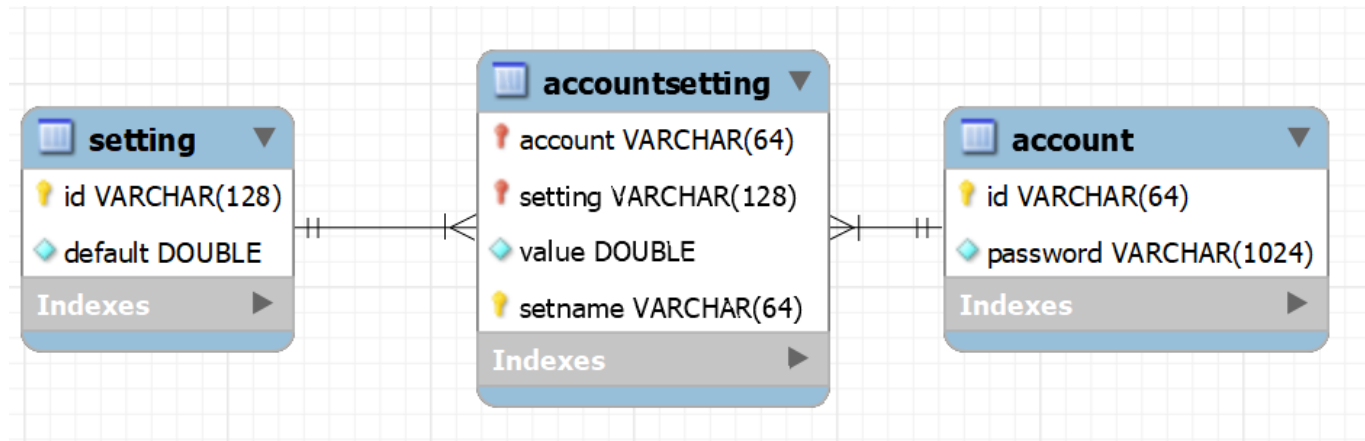 setting
id VARCHAR(128)
default DOUBLE
Indexes
accountsetting
account VARCHAR(64)
setting VARCHAR(128)
value DOUBLE
setname VARCHAR(64)
Indexes
account
id VARCHAR(64)
password VARCHAR(1024)
Indexes